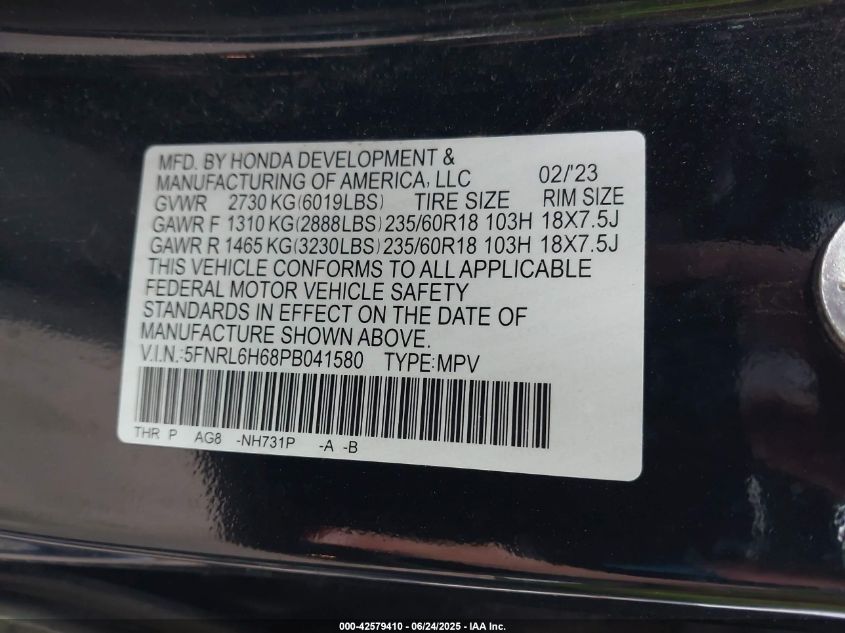 MFD. BY HONDA DEVELOPMENT &
MANUFACTURING OF AMERICA, LLC 02/'23
GVWR 2730 KG(6019LBS) TIRE SIZE RIM SIZE
GAWR F 1310 KG(2888LBS) 235/60R18 103H 18X7.5J
GAWR R 1465 KG(3230LBS) 235/60R18 103H 18X7.5J
THIS VEHICLE CONFORMS TO ALL APPLICABLE
FEDERAL MOTOR VEHICLE SAFETY
STANDARDS IN EFFECT ON THE DATE OF
MANUFACTURE SHOWN ABOVE.
V.I.N.:5FNRL6H68PB041580 TYPE:MPV
THR P AG8 -NH731P -A -B
000-42579410 - 06/24/2025 - IAA Inc.